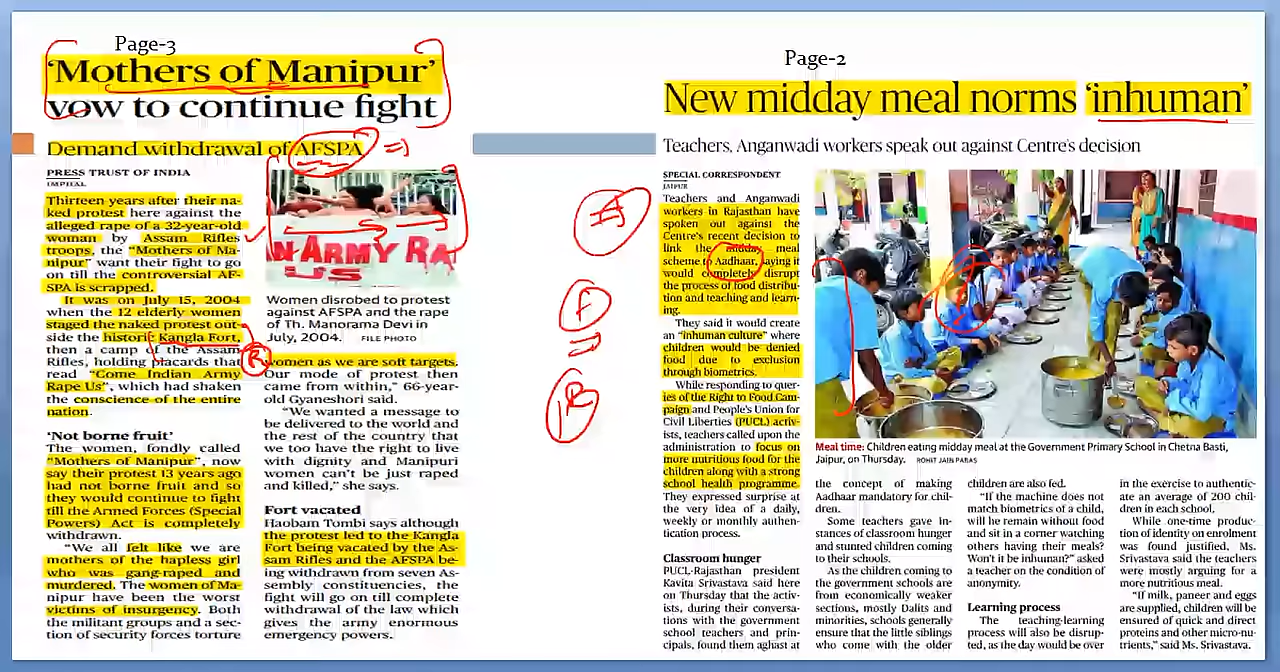 Page-3
‘Mothers of Manipur’
vow to continue fight
Demand withdrawal of AFSPA
PRESS TRUST OF INDIA
IMPHAL
Thirteen years after their na-
ked protest here against the
alleged rape of a 32-year-old
woman by Assam Rifles
troops, the “Mothers of Ma-
nipur” want their fight to go
on till the controversial AF-
SPA is scrapped.
It was on July 15, 2004
when the 12 elderly women
staged the naked protest out-
side the historic Kangla Fort,
then a camp of the Assam
Rifles, holding placards that
read “Come Indian Army
Rape Us”, which had shaken
the conscience of the entire
nation.
‘Not borne fruit’
The women, fondly called
“Mothers of Manipur”, now
say their protest 13 years ago
had not borne fruit and so
they would continue to fight
till the Armed Forces (Special
Powers) Act is completely
withdrawn.
“We all felt like we are
mothers of the hapless girl
who was gang-raped and
murdered. The women of Ma-
nipur have been the worst
victims of insurgency. Both
the militant groups and a sec-
tion of security forces torture
N ARMY RA
US
Women disrobed to protest
against AFSPA and the rape
of Th. Manorama Devi in
July, 2004. FILE PHOTO
women as we are soft targets.
Our mode of protest then
came from within,” 66-year-
old Gyaneshori said.
“We wanted a message to
be delivered to the world and
the rest of the country that
we too have the right to live
with dignity and Manipuri
women can’t be just raped
and killed,” she says.
Fort vacated
Haobam Tombi says although
the protest led to the Kangla
Fort being vacated by the As-
sam Rifles and the AFSPA be-
ing withdrawn from seven As-
sembly constituencies, the
fight will go on till complete
withdrawal of the law which
gives the army enormous
emergency powers.
Page-2
New midday meal norms ‘inhuman’
Teachers, Anganwadi workers speak out against Centre’s decision
SPECIAL CORRESPONDENT
JAIPUR
Teachers and Anganwadi
workers in Rajasthan have
spoken out against the
Centre’s recent decision to
link the midday meal
scheme to Aadhaar, saying it
would completely disrupt
the process of food distribu-
tion and teaching and learn-
ing.
They said it would create
an “inhuman culture” where
children would be denied
food due to exclusion
through biometrics.
While responding to quer-
ies of the Right to Food Cam-
paign and People’s Union for
Civil Liberties (PUCL) activ-
ists, teachers called upon the
administration to focus on
more nutritious food for the
children along with a strong
school health programme.
They expressed surprise at
the very idea of a daily,
weekly or monthly authen-
tication process.
Classroom hunger
PUCL-Rajasthan president
Kavita Srivastava said here
on Thursday that the activ-
ists, during their conversa-
tions with the government
school teachers and prin-
cipals, found them aghast at
Meal time: Children eating midday meal at the Government Primary School in Chetna Basti,
Jaipur, on Thursday. ROHIT JAIN PARAS
the concept of making
Aadhaar mandatory for chil-
dren.
Some teachers gave in-
stances of classroom hunger
and stunted children coming
to their schools.
As the children coming to
the government schools are
from economically weaker
sections, mostly Dalits and
minorities, schools generally
ensure that the little siblings
who come with the older
children are also fed.
“If the machine does not
match biometrics of a child,
will be remain without food
and sit in a corner watching
others having their meals?
Won’t it be inhuman?” asked
a teacher on the condition of
anonymity.
Learning process
The teaching-learning
process will also be disrup-
ted, as the day would be over
in the exercise to authentic-
ate an average of 200 chil-
dren in each school.
While one-time produc-
tion of identity on enrolment
was found justified, Ms.
Srivastava said the teachers
were mostly arguing for a
more nutritious meal.
“If milk, paneer and eggs
are supplied, children will be
ensured of quick and direct
proteins and other micro-nu-
trients,” said Ms. Srivastava.